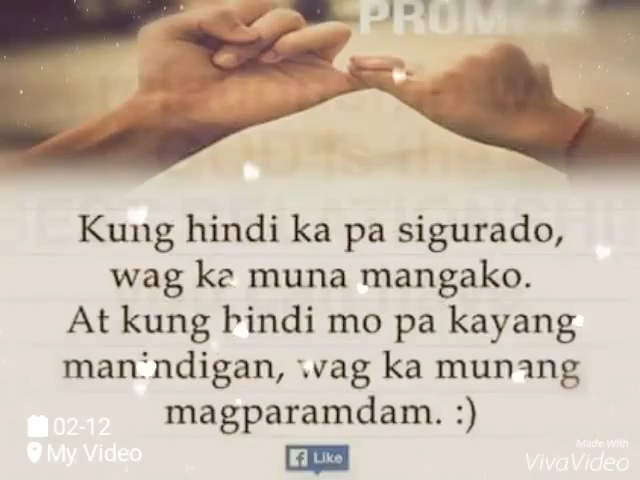 PROMISE
Kung hindi ka pa sigurado,
wag ka muna mangako.
At kung hindi mo pa kayang
manindigan, wag ka munang
magparamdam. :)
02-12
My Video
Like
Made With
VivaVideo